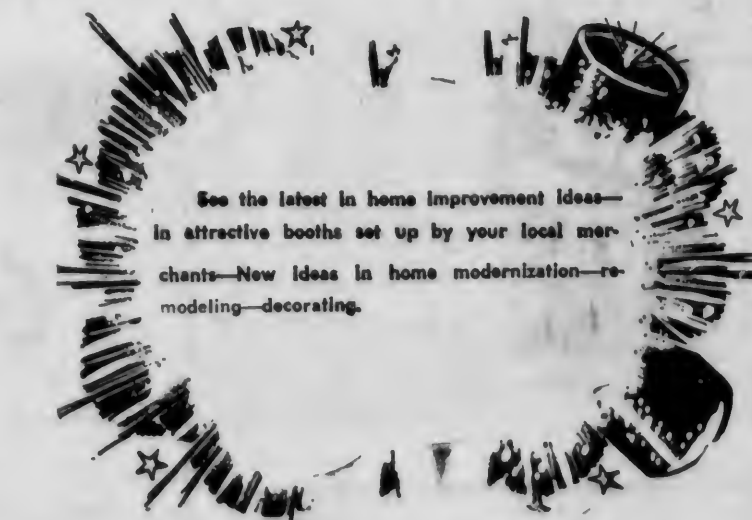 See the latest in home improvement ideas—
in attractive booths set up by your local mer-
chants—New ideas in home modernization—re-
modeling—decorating.